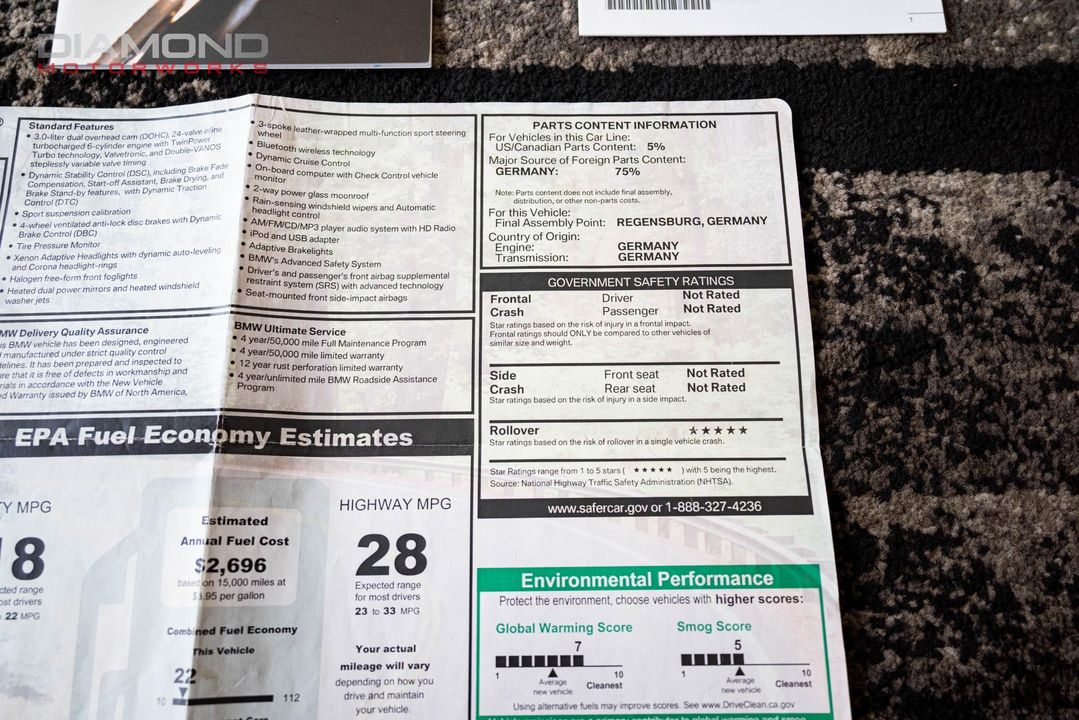 DIAMOND
MOTORWORKS
1
Standard Features
• 3.0-liter dual overhead cam (DOHC), 24-valve inline
turbocharged 6-cylinder engine with TwinPower
Turbo technology, Valvetronic, and Double-VANOS
steplessly variable valve timing
• Dynamic Stability Control (DSC), including Brake Fade
Compensation, Start-off Assistant, Brake Drying, and
Brake Stand-by features, with Dynamic Traction
Control (DTC)
• Sport suspension calibration
• 4-wheel ventilated anti-lock disc brakes with Dynamic
Brake Control (DBC)
• Tire Pressure Monitor
• Xenon Adaptive Headlights with dynamic auto-leveling
and Corona headlight-rings
• Halogen free-form front foglights
• Heated dual power mirrors and heated windshield
washer jets
• 3-spoke leather-wrapped multi-function sport steering
wheel
• Bluetooth wireless technology
• Dynamic Cruise Control
• On-board computer with Check Control vehicle
monitor
• 2-way power glass moonroof
• Rain-sensing windshield wipers and Automatic
headlight control
• AM/FM/CD/MP3 player audio system with HD Radio
• iPod and USB adapter
• Adaptive Brakelights
• BMW's Advanced Safety System
• Driver's and passenger's front airbag supplemental
restraint system (SRS) with advanced technology
• Seat-mounted front side-impact airbags
MW Delivery Quality Assurance
is BMW vehicle has been designed, engineered
manufactured under strict quality control
delines. It has been prepared and inspected to
ure that it is free of defects in workmanship and
rials in accordance with the New Vehicle
d Warranty issued by BMW of North America,
BMW Ultimate Service
• 4 year/50,000 mile Full Maintenance Program
• 4 year/50,000 mile limited warranty
• 12 year rust perforation limited warranty
• 4 year/unlimited mile BMW Roadside Assistance
Program
EPA Fuel Economy Estimates
TY MPG
18
cted range
ost drivers
22 MPG
Estimated
Annual Fuel Cost
$2,696
based on 15,000 miles at
$3.95 per gallon
Combined Fuel Economy
This Vehicle
22
10 112
HIGHWAY MPG
28
Expected range
for most drivers
23 to 33 MPG
Your actual
mileage will vary
depending on how you
drive and maintain
your vehicle.
PARTS CONTENT INFORMATION
For Vehicles in this Car Line:
US/Canadian Parts Content: 5%
Major Source of Foreign Parts Content:
GERMANY: 75%
Note: Parts content does not include final assembly,
distribution, or other non-parts costs.
For this Vehicle:
Final Assembly Point: REGENSBURG, GERMANY
Country of Origin:
Engine: GERMANY
Transmission: GERMANY
GOVERNMENT SAFETY RATINGS
Frontal Driver Not Rated
Crash Passenger Not Rated
Star ratings based on the risk of injury in a frontal impact.
Frontal ratings should ONLY be compared to other vehicles of
similar size and weight.
Side Front seat Not Rated
Crash Rear seat Not Rated
Star ratings based on the risk of injury in a side impact.
Rollover ★★★★★
Star ratings based on the risk of rollover in a single vehicle crash.
Star Ratings range from 1 to 5 stars ( ★★★★★ ) with 5 being the highest.
Source: National Highway Traffic Safety Administration (NHTSA).
www.safercar.gov or 1-888-327-4236
Environmental Performance
Protect the environment, choose vehicles with higher scores:
Global Warming Score
7
1 10
Average
new vehicle
Cleanest
Smog Score
5
1 10
Average
new vehicle
Cleanest
Using alternative fuels may improve scores. See www.DriveClean.ca.gov